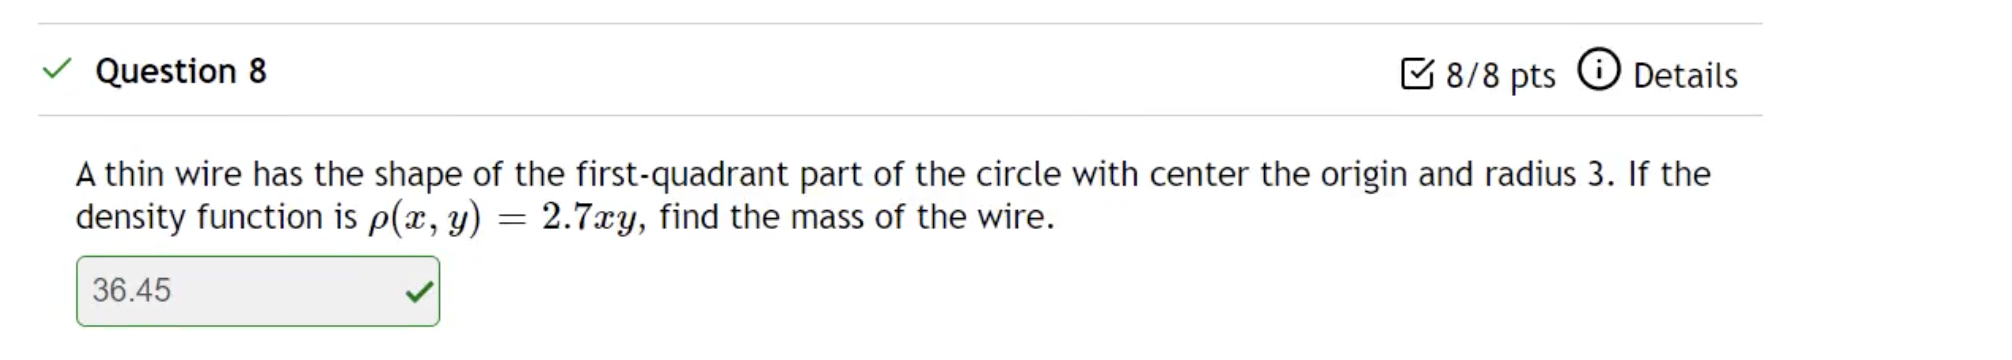 Question 8
8/8 pts Details
A thin wire has the shape of the first-quadrant part of the circle with center the origin and radius 3. If the
density function is ρ(x, y) = 2.7xy, find the mass of the wire.
36.45